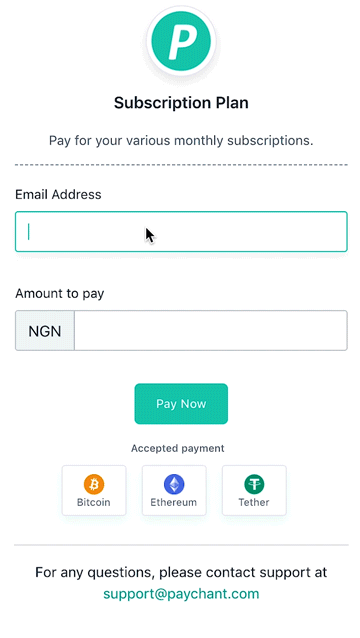 P
Subscription Plan
Pay for your various monthly subscriptions.
Email Address
Amount to pay
NGN
Pay Now
Accepted payment
Bitcoin
Ethereum
Tether
For any questions, please contact support at
support@paychant.com